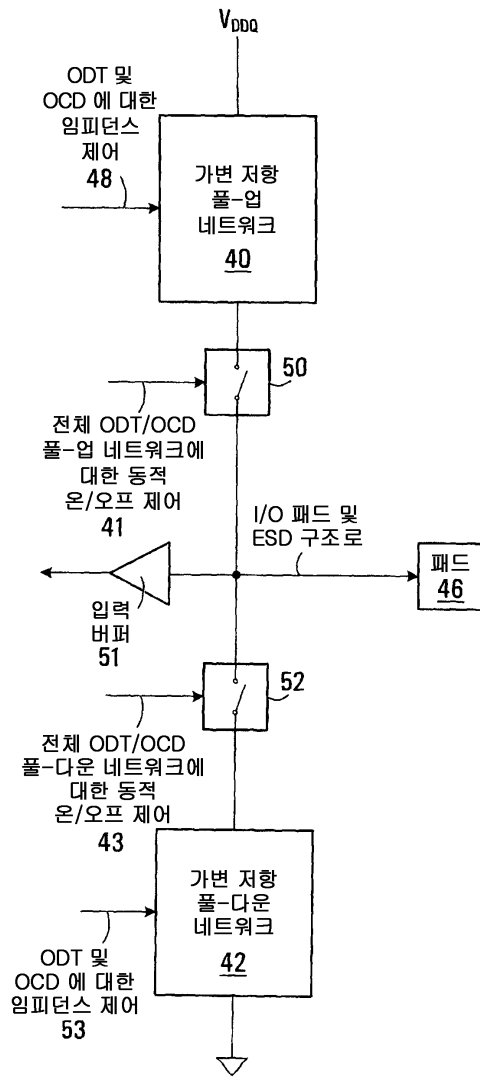 VDDQ
ODT 및
OCD 에 대한
임피던스
제어
48
가변 저항
풀-업
네트워크
40
50
전체 ODT/OCD
풀-업 네트워크에
대한 동적
온/오프 제어
41
I/O 패드 및
ESD 구조로
패드
46
입력
버퍼
51
52
전체 ODT/OCD
풀-다운 네트워크에
대한 동적
온/오프 제어
43
가변 저항
풀-다운
네트워크
42
ODT 및
OCD 에 대한
임피던스 제어
53